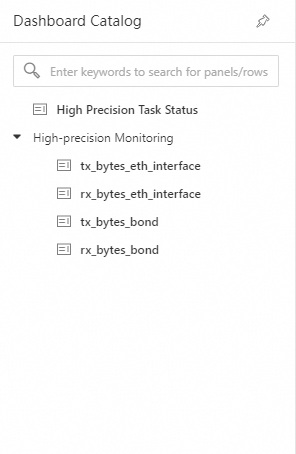 Dashboard Catalog
Enter keywords to search for panels/rows
High Precision Task Status
High-precision Monitoring
tx_bytes_eth_interface
rx_bytes_eth_interface
tx_bytes_bond
rx_bytes_bond